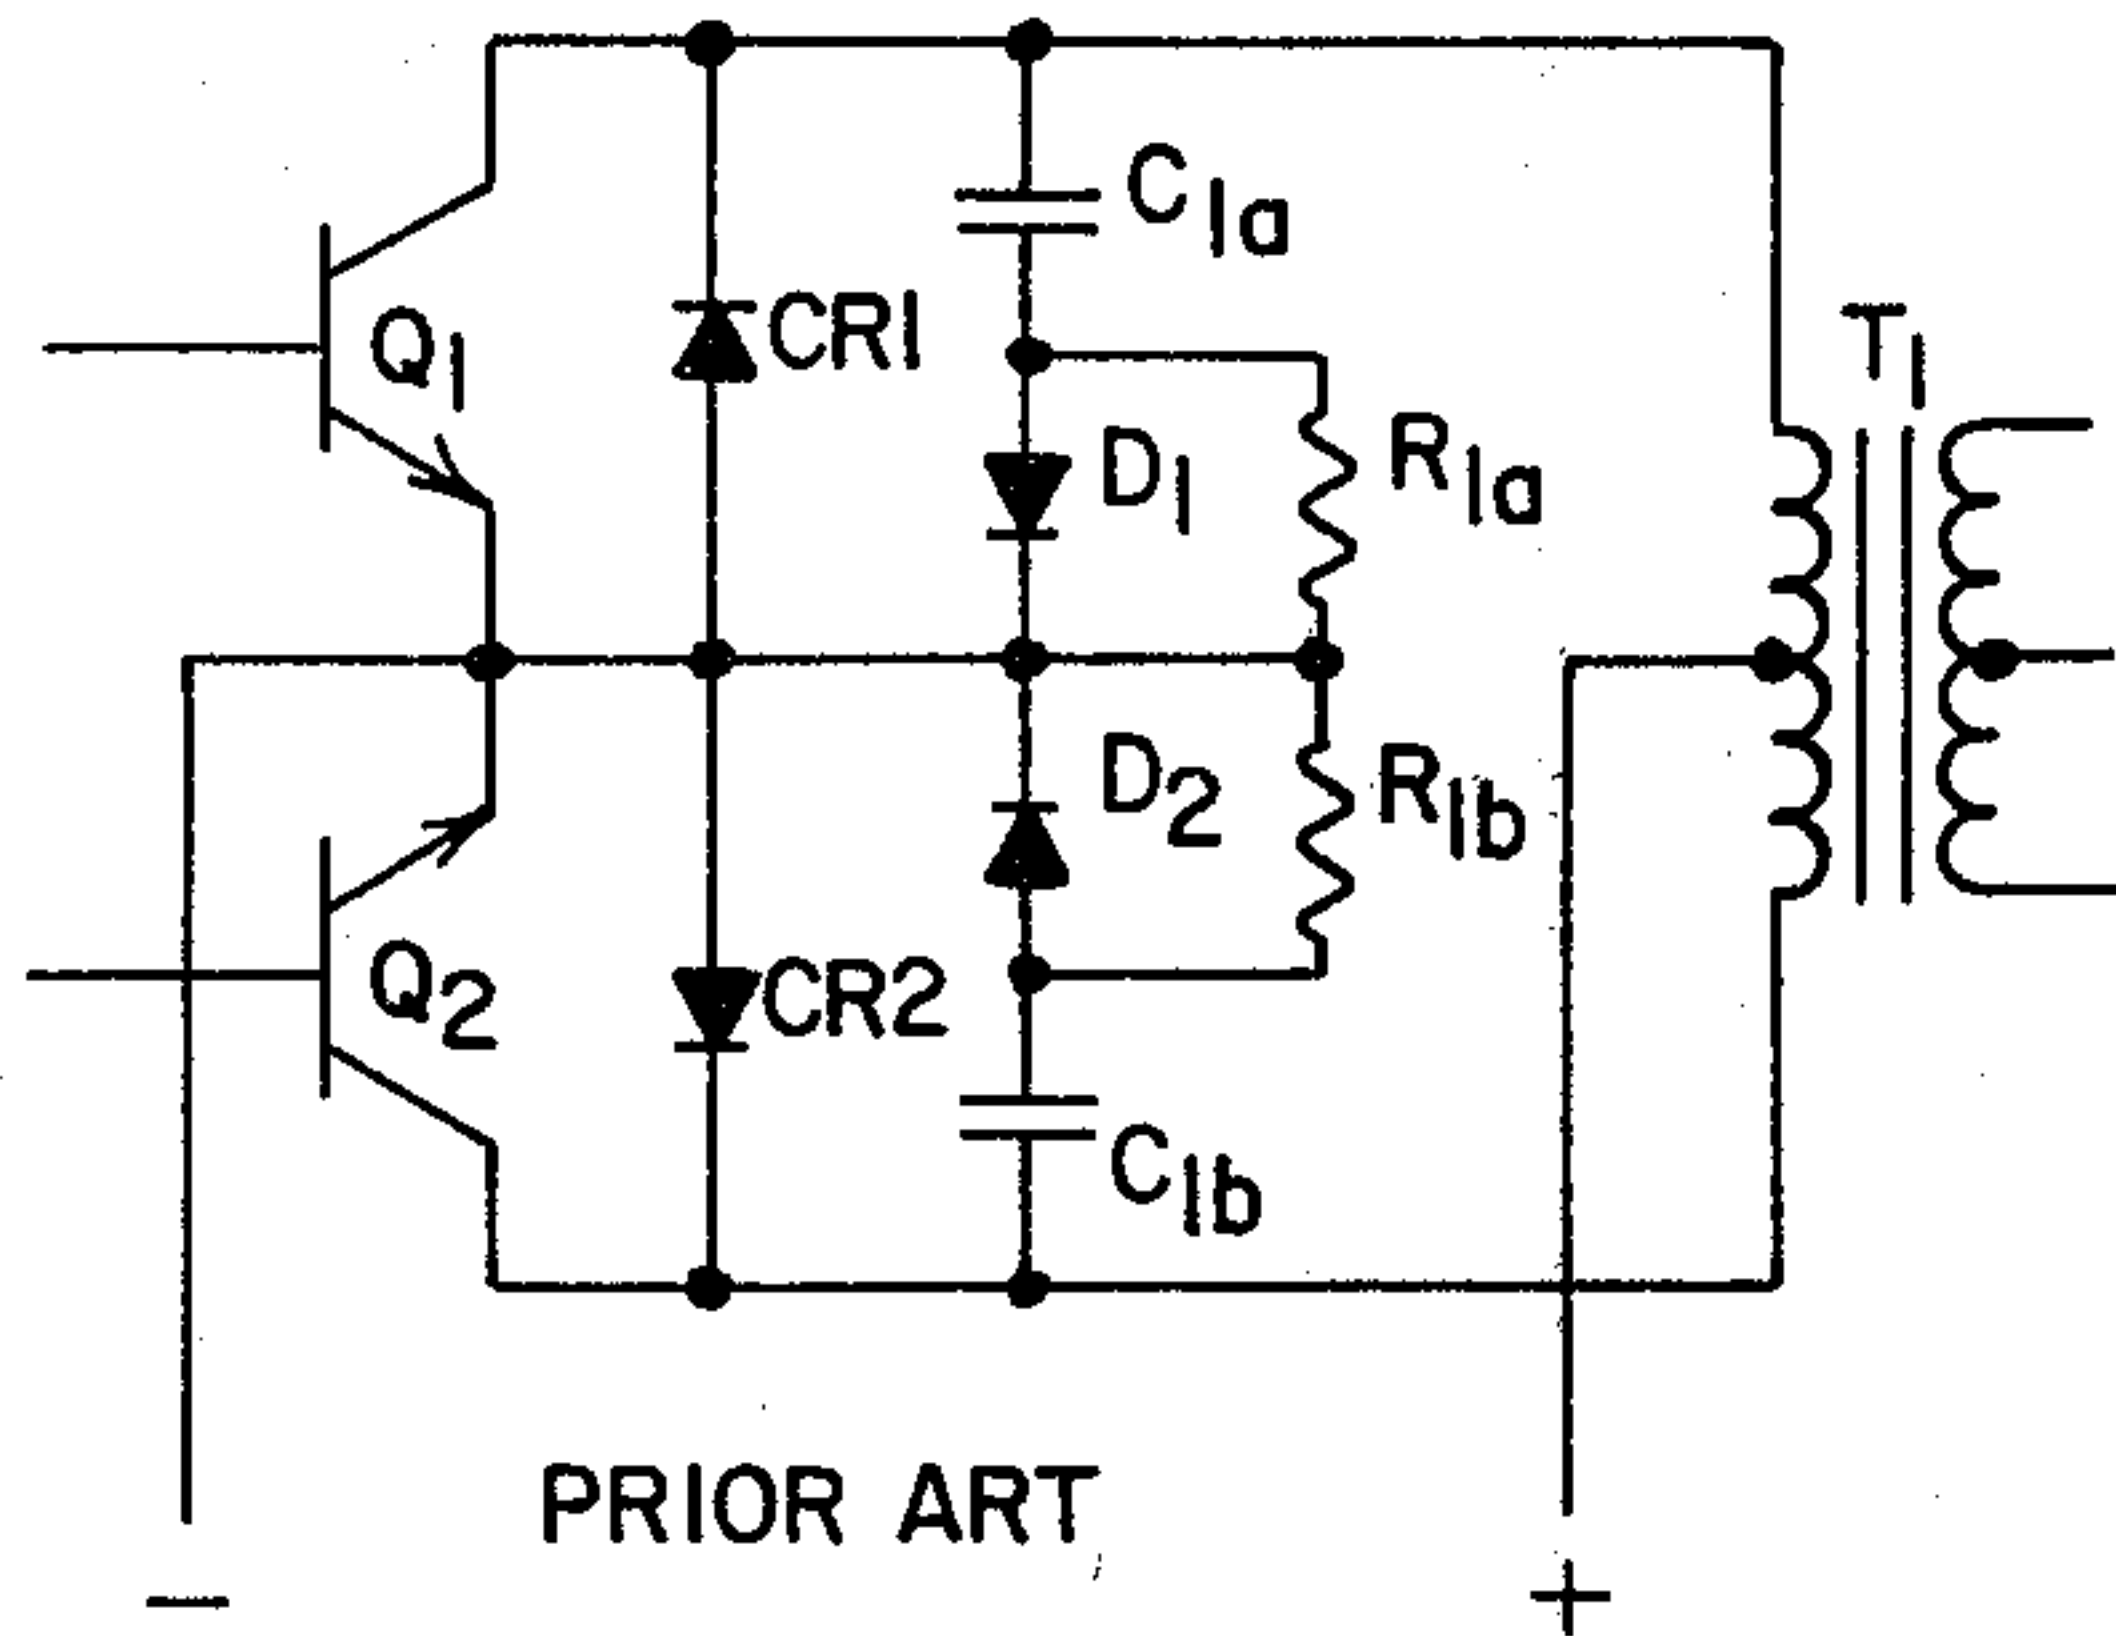 C1a
CR1
Q1
T1
D1
R1a
D2
R1b
Q2
CR2
C1b
PRIOR ART
−
+